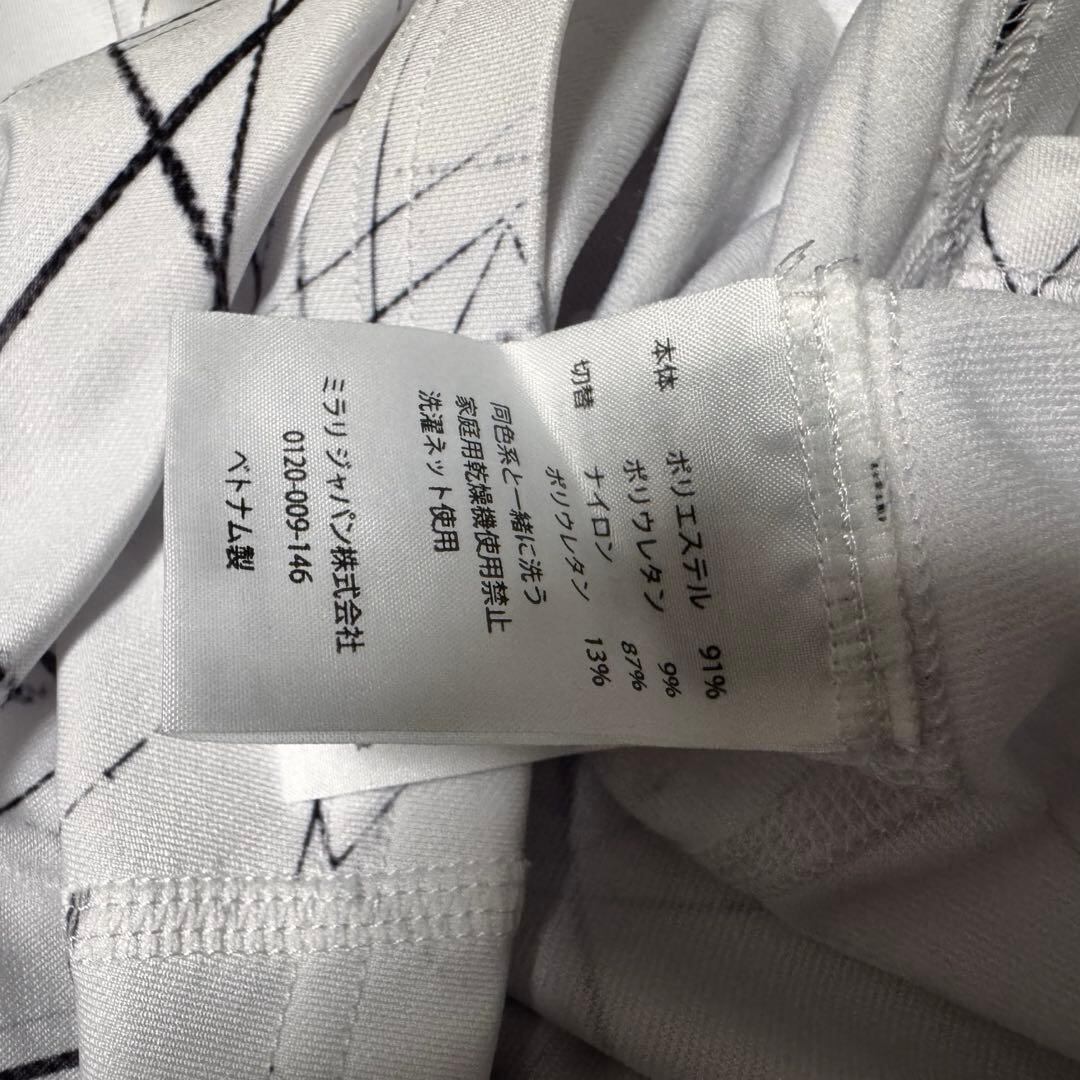 本体 ポリエステル 91%
ポリウレタン 9%
切替 ナイロン 87%
ポリウレタン 13%
同色系と一緒に洗う
家庭用乾燥機使用禁止
洗濯ネット使用
ミラリジャパン株式会社
0120-009-146
ベトナム製